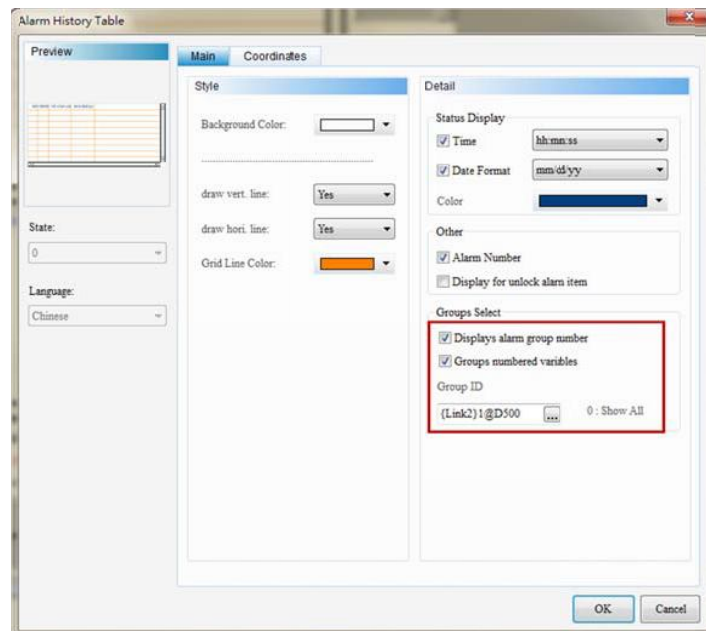 Alarm History Table
Preview
Main Coordinates
Style
Background Color:
draw vert. line: Yes
draw hori. line: Yes
Grid Line Color:
State:
0
Language:
Chinese
Detail
Status Display
Time hh:mn:ss
Date Format mm/dd/yy
Color
Other
Alarm Number
Display for unlock alarm item
Groups Select
Displays alarm group number
Groups numbered varibles
Group ID
{Link2}1@D500 ... 0 : Show All
OK Cancel